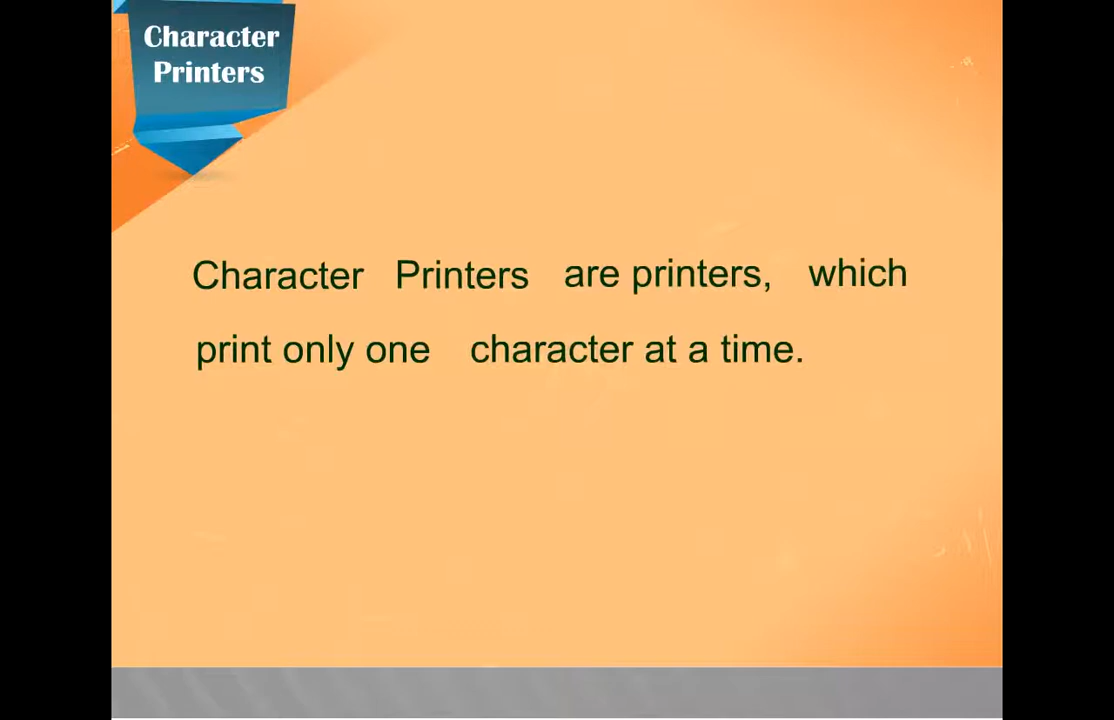 Character
Printers
Character Printers are printers, which
print only one character at a time.